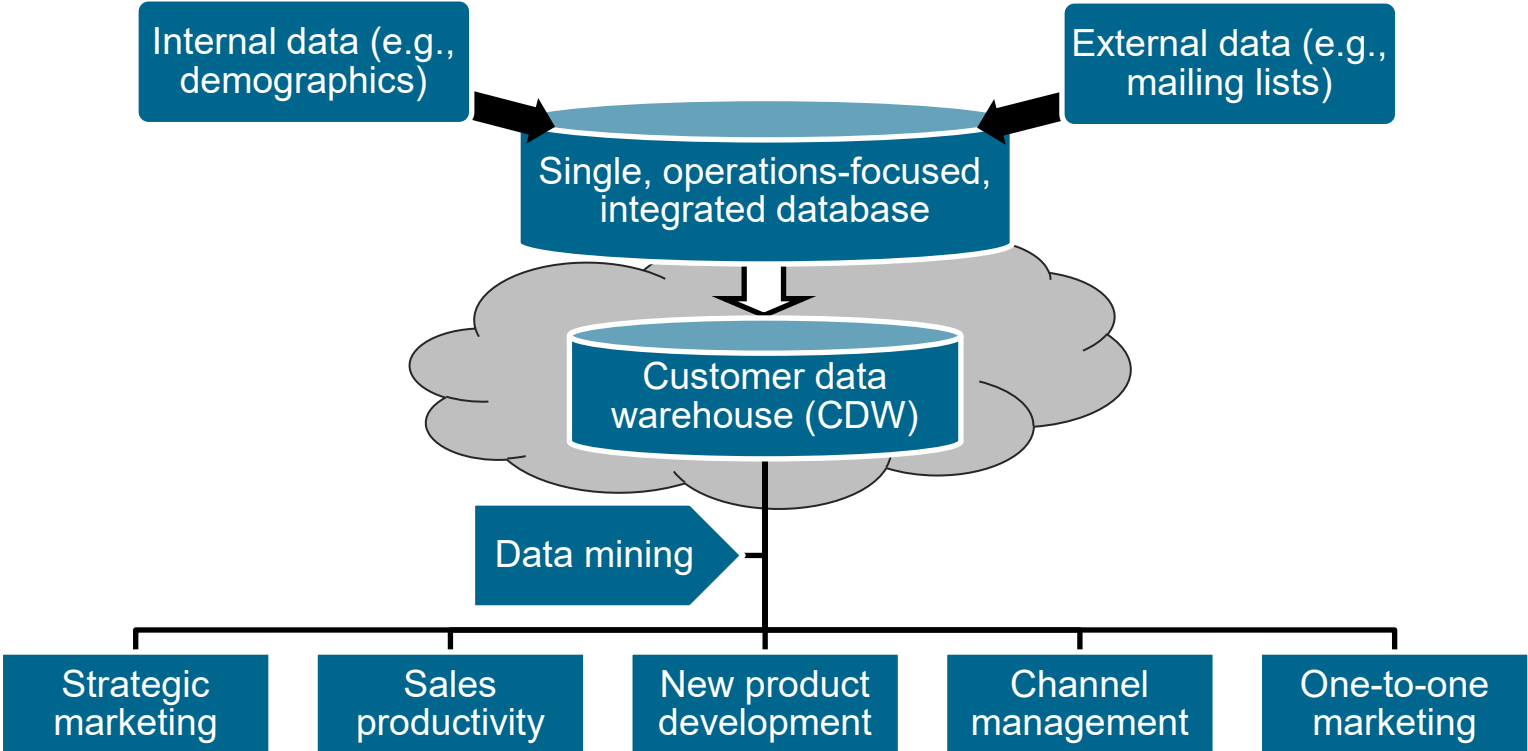 Internal data (e.g.,
demographics)
External data (e.g.,
mailing lists)
Single, operations-focused,
integrated database
Customer data
warehouse (CDW)
Data mining
Strategic
marketing
Sales
productivity
New product
development
Channel
management
One-to-one
marketing